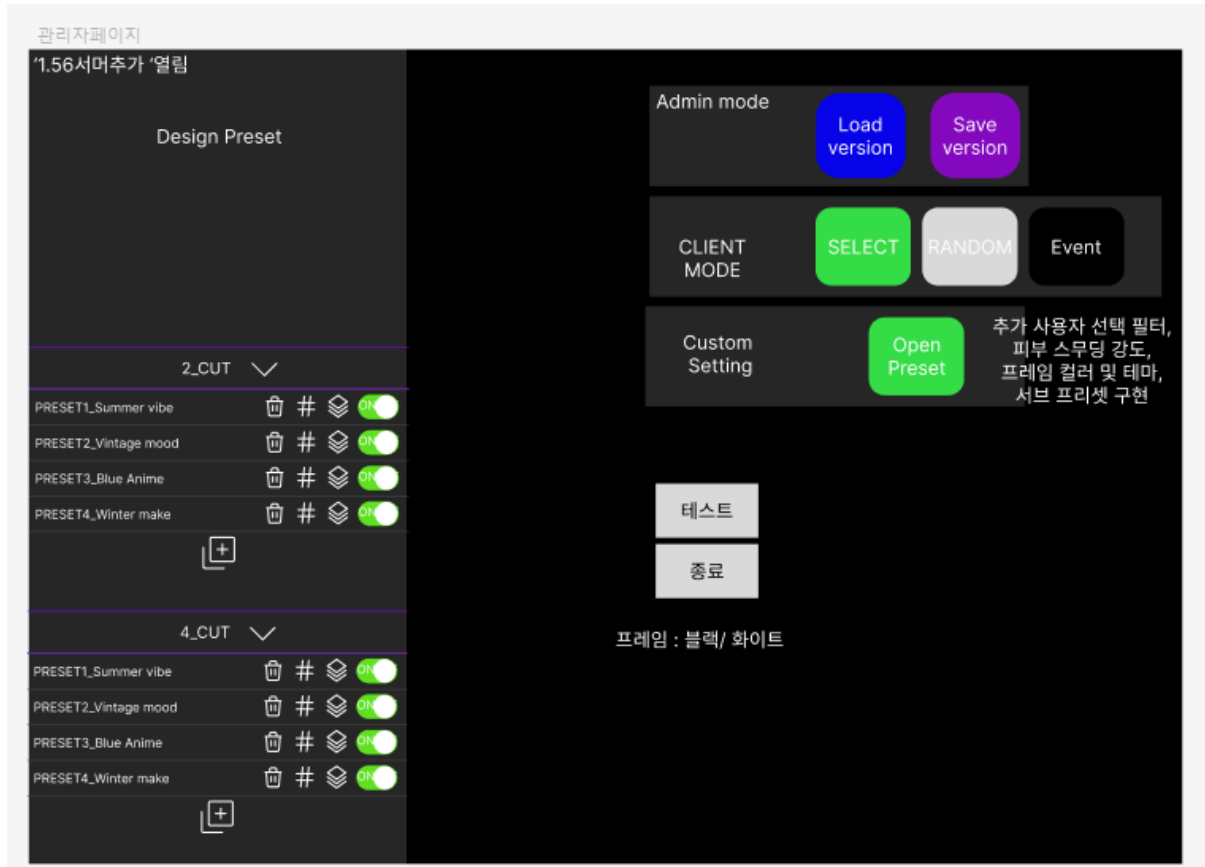 관리자페이지
‘1.56서머추가 ‘열림
Design Preset
2_CUT
PRESET1_Summer vibe
ON
PRESET2_Vintage mood
ON
PRESET3_Blue Anime
ON
PRESET4_Winter make
ON
4_CUT
PRESET1_Summer vibe
ON
PRESET2_Vintage mood
ON
PRESET3_Blue Anime
ON
PRESET4_Winter make
ON
Admin mode
Load
version
Save
version
CLIENT
MODE
SELECT
RANDOM
Event
Custom
Setting
Open
Preset
추가 사용자 선택 필터,
피부 스무딩 강도,
프레임 컬러 및 테마,
서브 프리셋 구현
테스트
종료
프레임 : 블랙/ 화이트